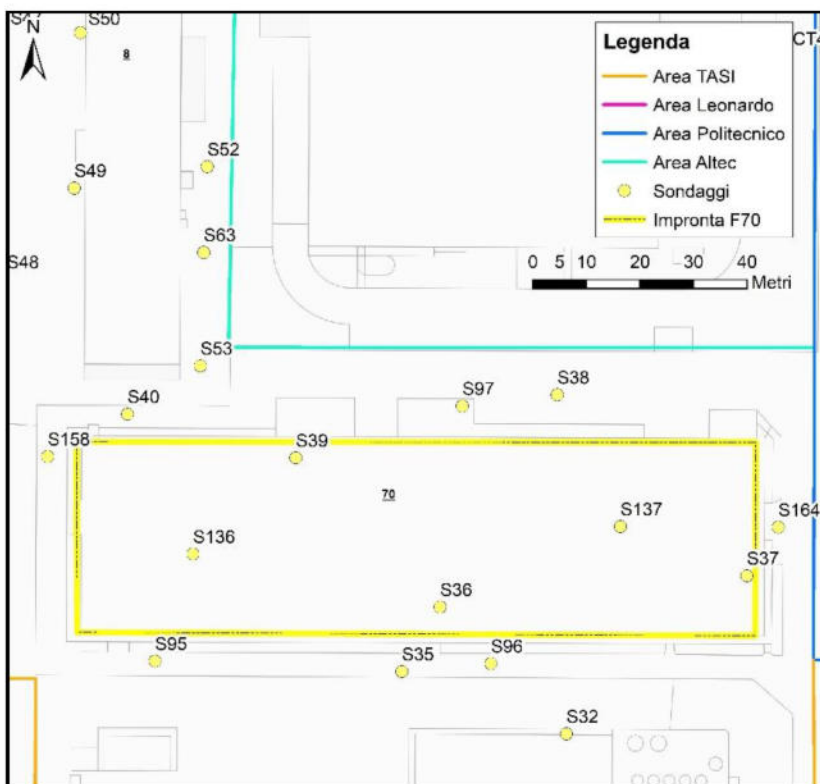 S50
N
8
Legenda
Area TASI
Area Leonardo
Area Politecnico
Area Altec
Sondaggi
Impronta F70
CT4
S52
S49
S63
S48
0 5 10 20 30 40
Metri
S53
S38
S40
S97
S158
S39
70
S137
S164
S136
S37
S36
S95
S35
S96
S32